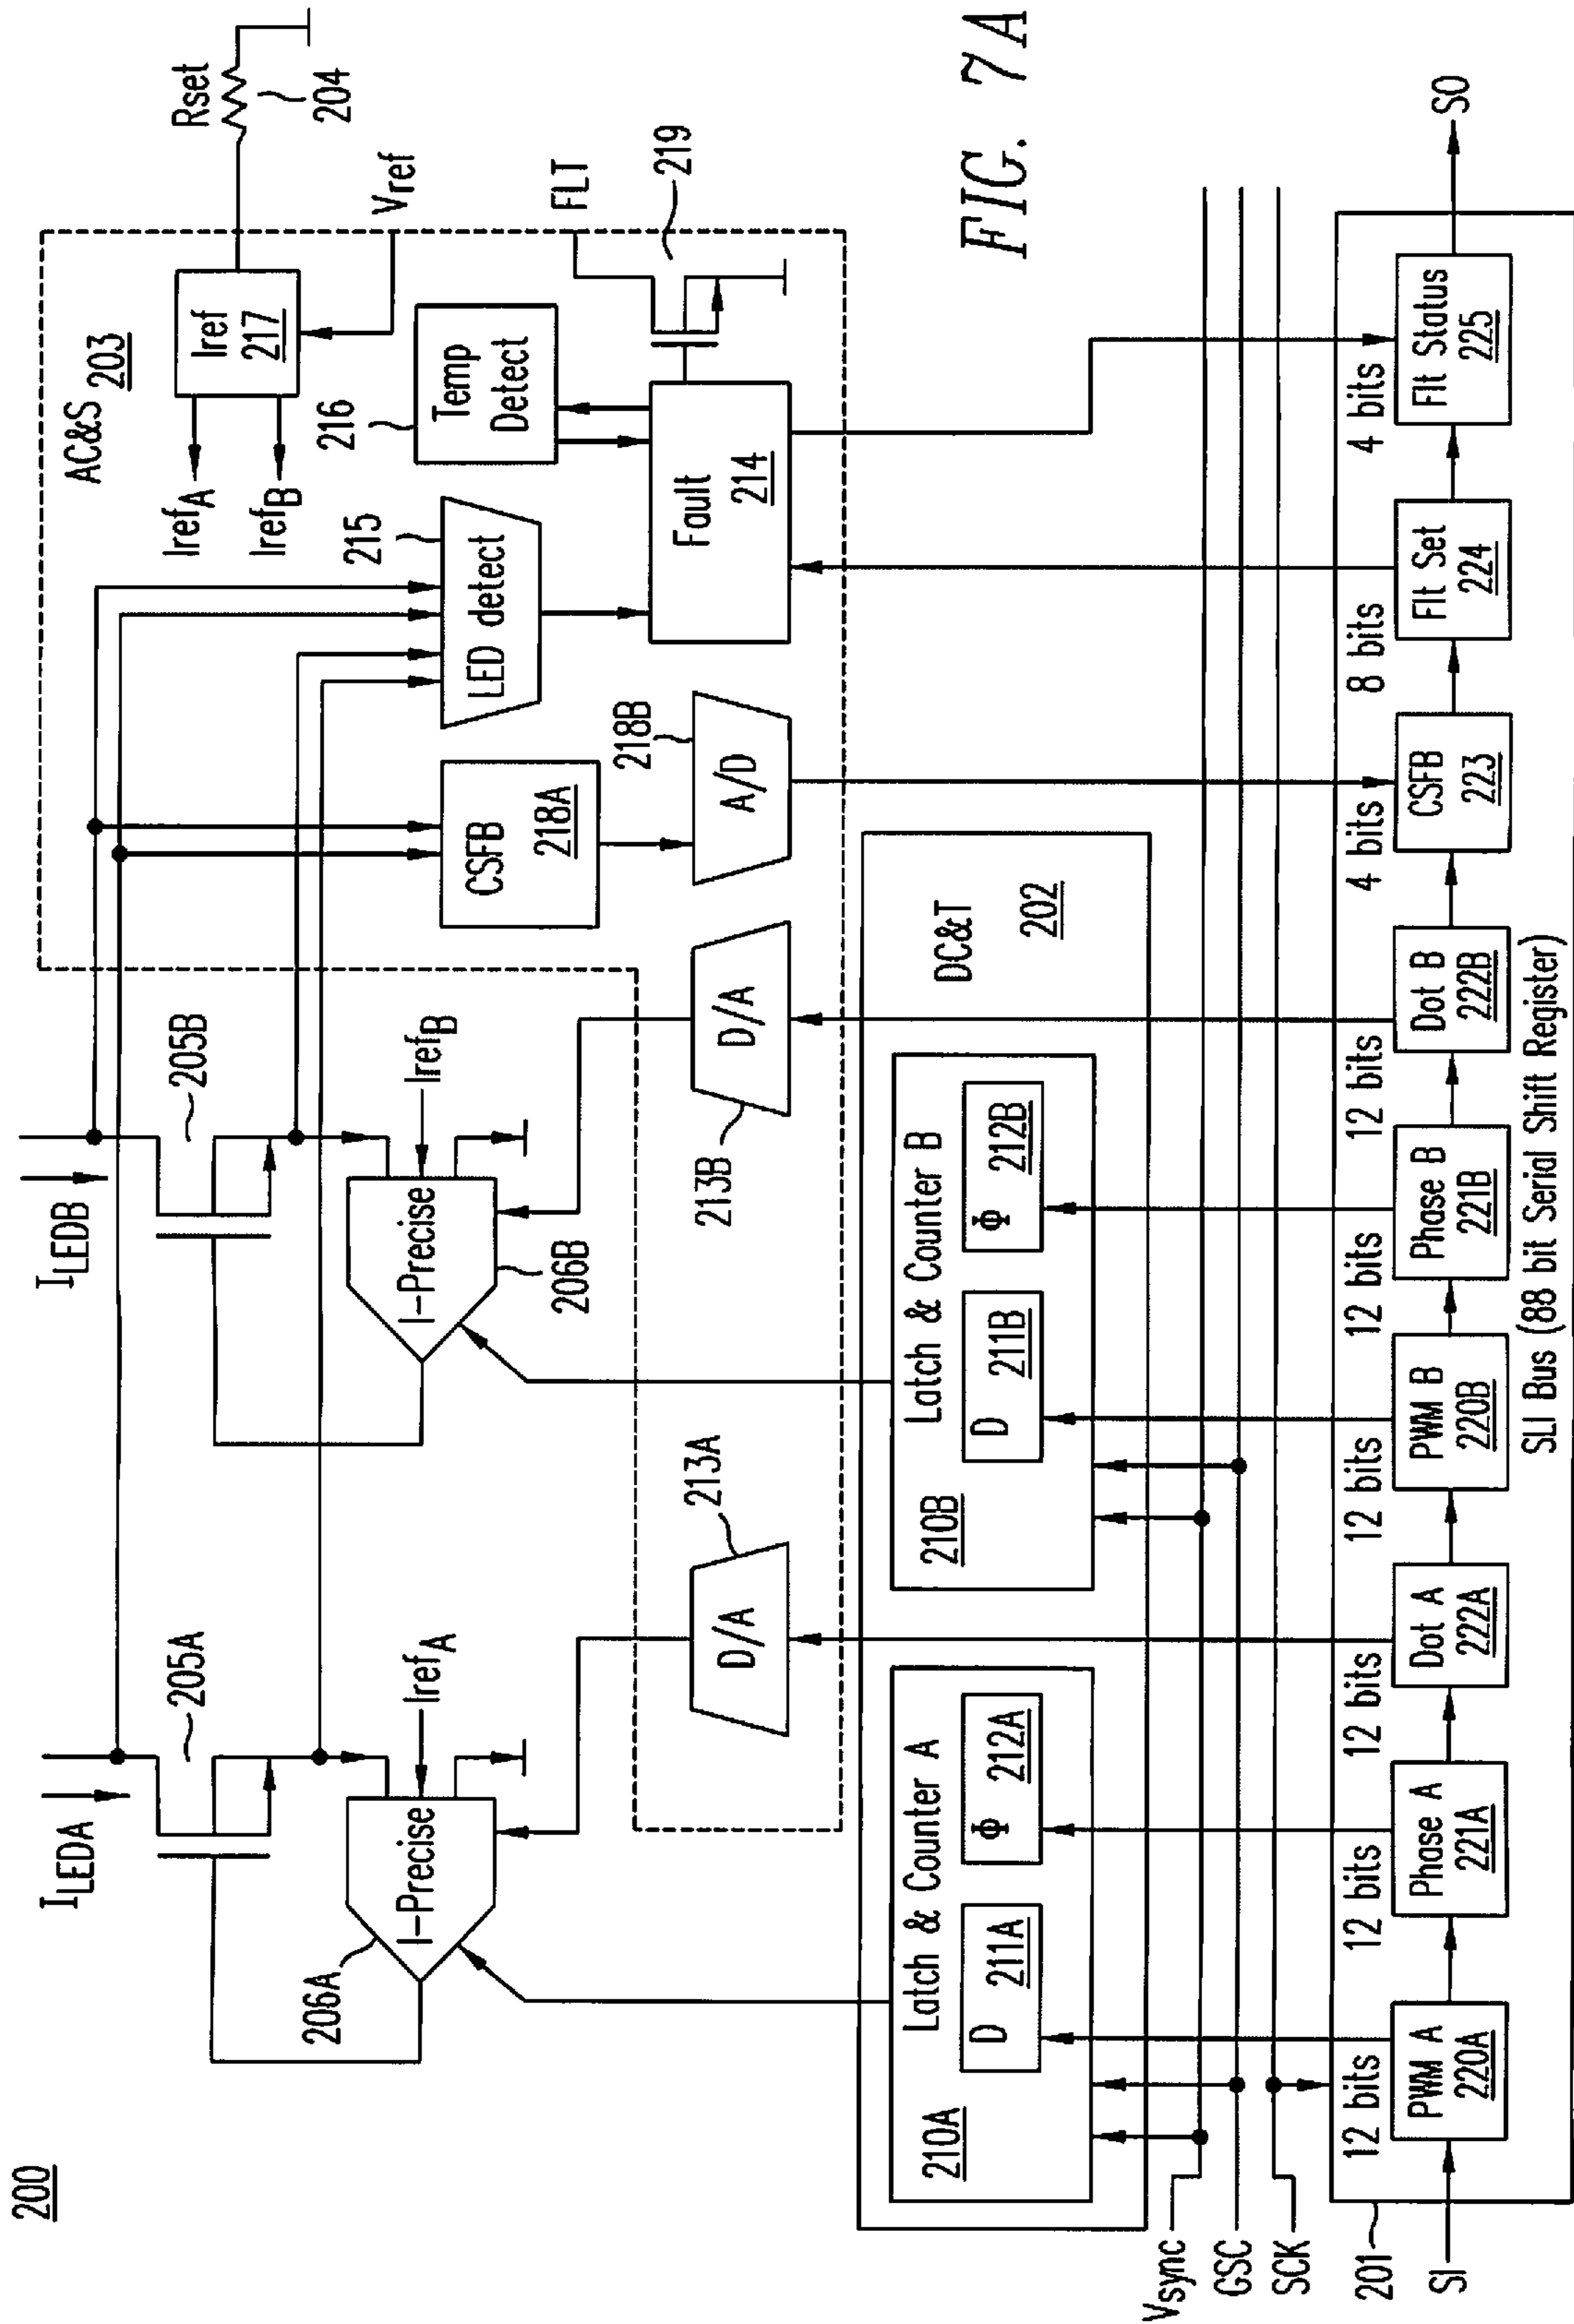 200
I LEDA
205A
I LEDB
205B
AC&S 203
Iref 217
IrefA
IrefB
Rset
204
Vref
206A
I-Precise
IrefA
206B
I-Precise
IrefB
CSFB 218A
215
LED detect
216
Temp Detect
FLT
219
213A
D/A
213B
D/A
218B
A/D
Fault 214
FIG. 7A
Latch & Counter A
D 211A
Φ 212A
210A
Latch & Counter B
D 211B
Φ 212B
210B
DC&T
202
Vsync
GSC
SCK
201
SI
12 bits
PWM A 220A
12 bits
Phase A 221A
12 bits
Dot A 222A
12 bits
PWM B 220B
12 bits
Phase B 221B
12 bits
Dot B 222B
4 bits
CSFB 223
8 bits
Flt Set 224
4 bits
Flt Status 225
SO
SLI Bus (88 bit Serial Shift Register)